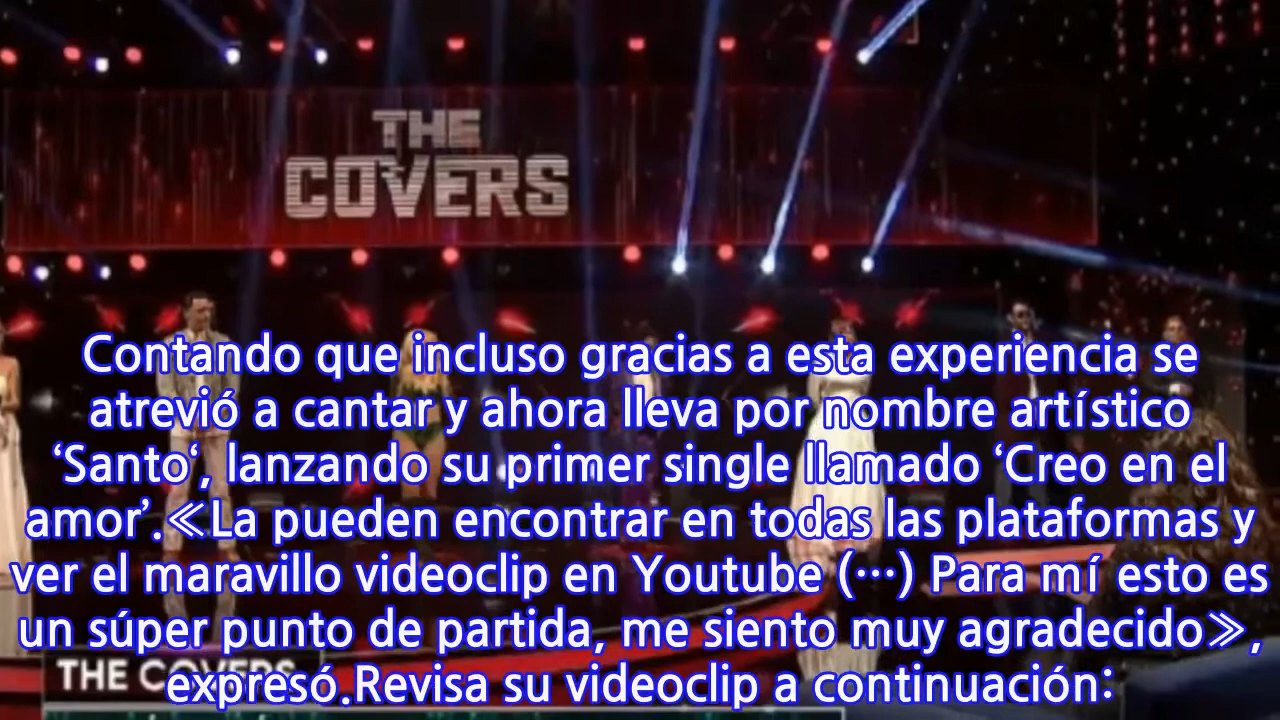 THE
COVERS
Contando que incluso gracias a esta experiencia se
atrevió a cantar y ahora lleva por nombre artístico
‘Santo‘, lanzando su primer single llamado ‘Creo en el
amor’.≪La pueden encontrar en todas las plataformas y
ver el maravillo videoclip en Youtube (···) Para mí esto es
un súper punto de partida, me siento muy agradecido≫,
THE COVERS
expresó.Revisa su videoclip a continuación: